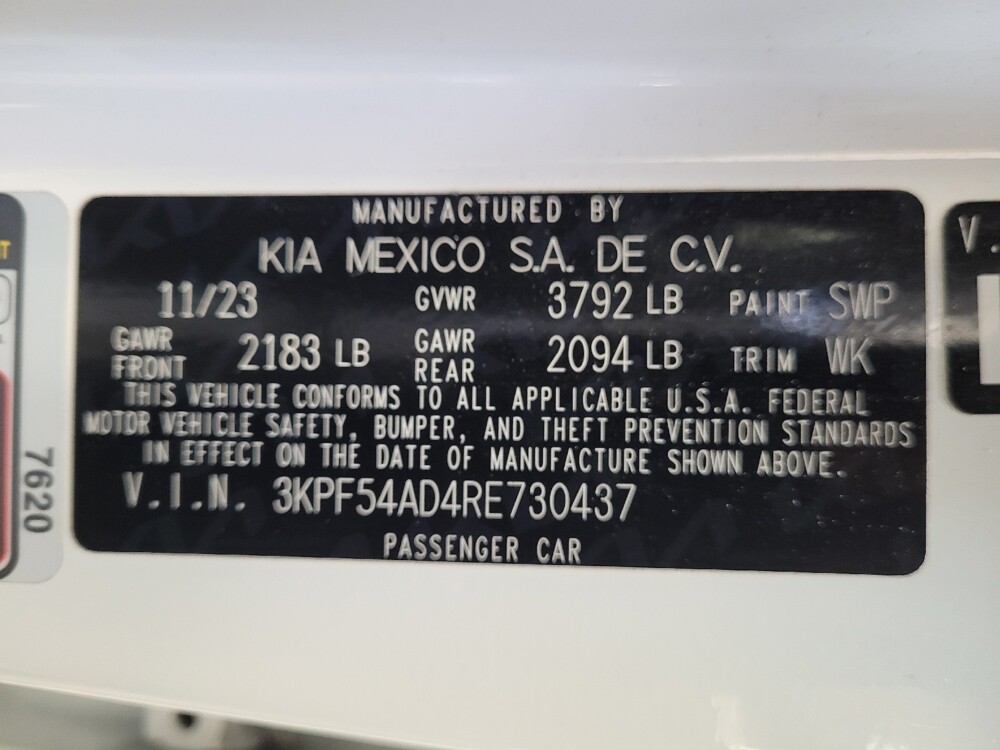 MANUFACTURED BY
KIA MEXICO S.A. DE C.V.
11/23 GVWR 3792 LB PAINT SWP
GAWR FRONT 2183 LB GAWR REAR 2094 LB TRIM WK
THIS VEHICLE CONFORMS TO ALL APPLICABLE U.S.A. FEDERAL
MOTOR VEHICLE SAFETY, BUMPER, AND THEFT PREVENTION STANDARDS
IN EFFECT ON THE DATE OF MANUFACTURE SHOWN ABOVE.
V.I.N. 3KPF54AD4RE730437
PASSENGER CAR
7620
V.